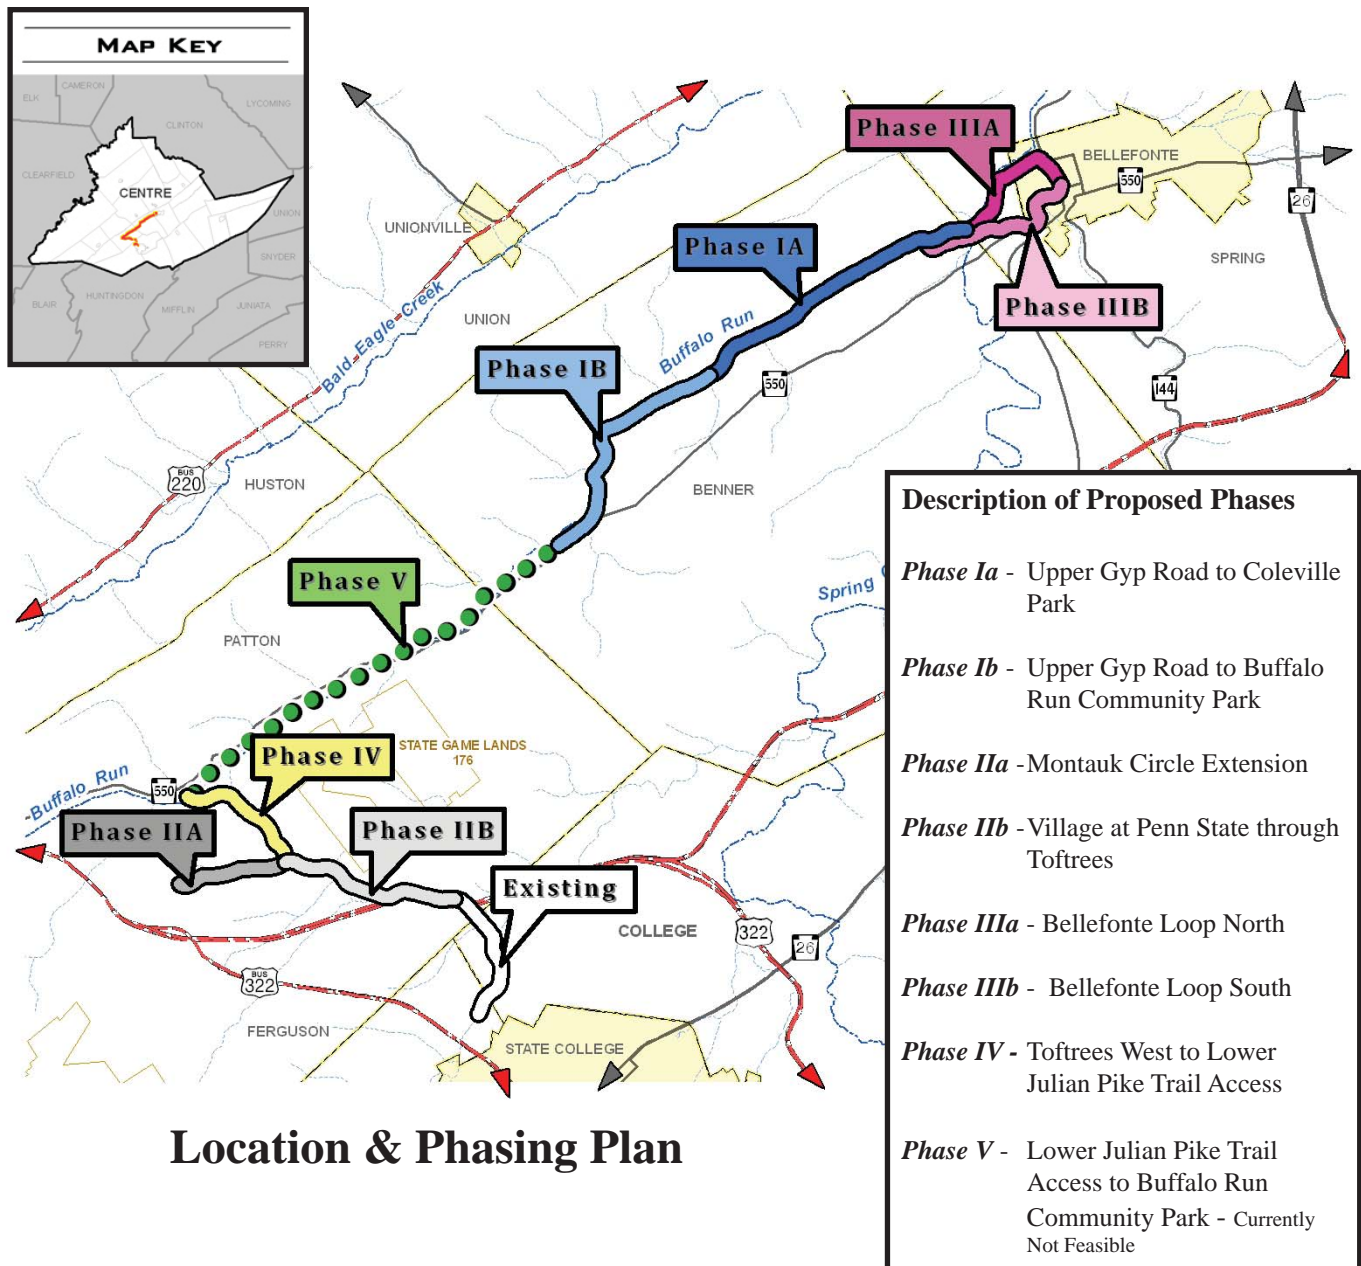 MAP KEY
CAMERON
ELK
LYCOMING
CLINTON
CLEARFIELD
CENTRE
UNION
SNYDER
BLAIR
HUNTINGDON
MIFFLIN
JUNIATA
PERRY
Phase IIIA
BELLEFONTE
550
26
UNIONVILLE
Phase IA
SPRING
Phase IIIB
UNION
Bald Eagle Creek
Buffalo Run
Phase IB
550
144
BUS
220
HUSTON
BENNER
Phase V
Spring
PATTON
STATE GAME LANDS
176
Phase IV
Buffalo Run
550
Phase IIA
Phase IIB
Existing
COLLEGE
322
26
BUS
322
FERGUSON
STATE COLLEGE
Location & Phasing Plan
Description of Proposed Phases
Phase Ia - Upper Gyp Road to Coleville
Park
Phase Ib - Upper Gyp Road to Buffalo
Run Community Park
Phase IIa -Montauk Circle Extension
Phase IIb -Village at Penn State through
Toftrees
Phase IIIa - Bellefonte Loop North
Phase IIIb - Bellefonte Loop South
Phase IV - Toftrees West to Lower
Julian Pike Trail Access
Phase V - Lower Julian Pike Trail
Access to Buffalo Run
Community Park - Currently
Not Feasible